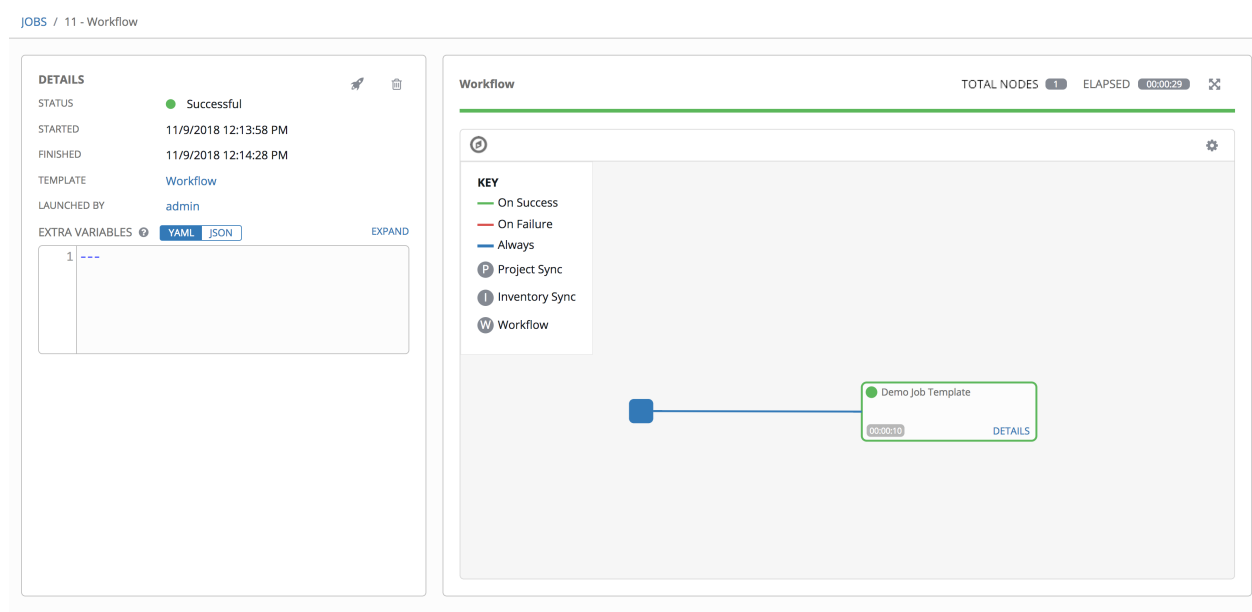 JOBS / 11 - Workflow
DETAILS
STATUS Successful
STARTED 11/9/2018 12:13:58 PM
FINISHED 11/9/2018 12:14:28 PM
TEMPLATE Workflow
LAUNCHED BY admin
EXTRA VARIABLES ? YAML JSON EXPAND
1 ---
Workflow TOTAL NODES 1 ELAPSED 00:00:29
KEY
On Success
On Failure
Always
P Project Sync
I Inventory Sync
W Workflow
Demo Job Template
00:00:10 DETAILS